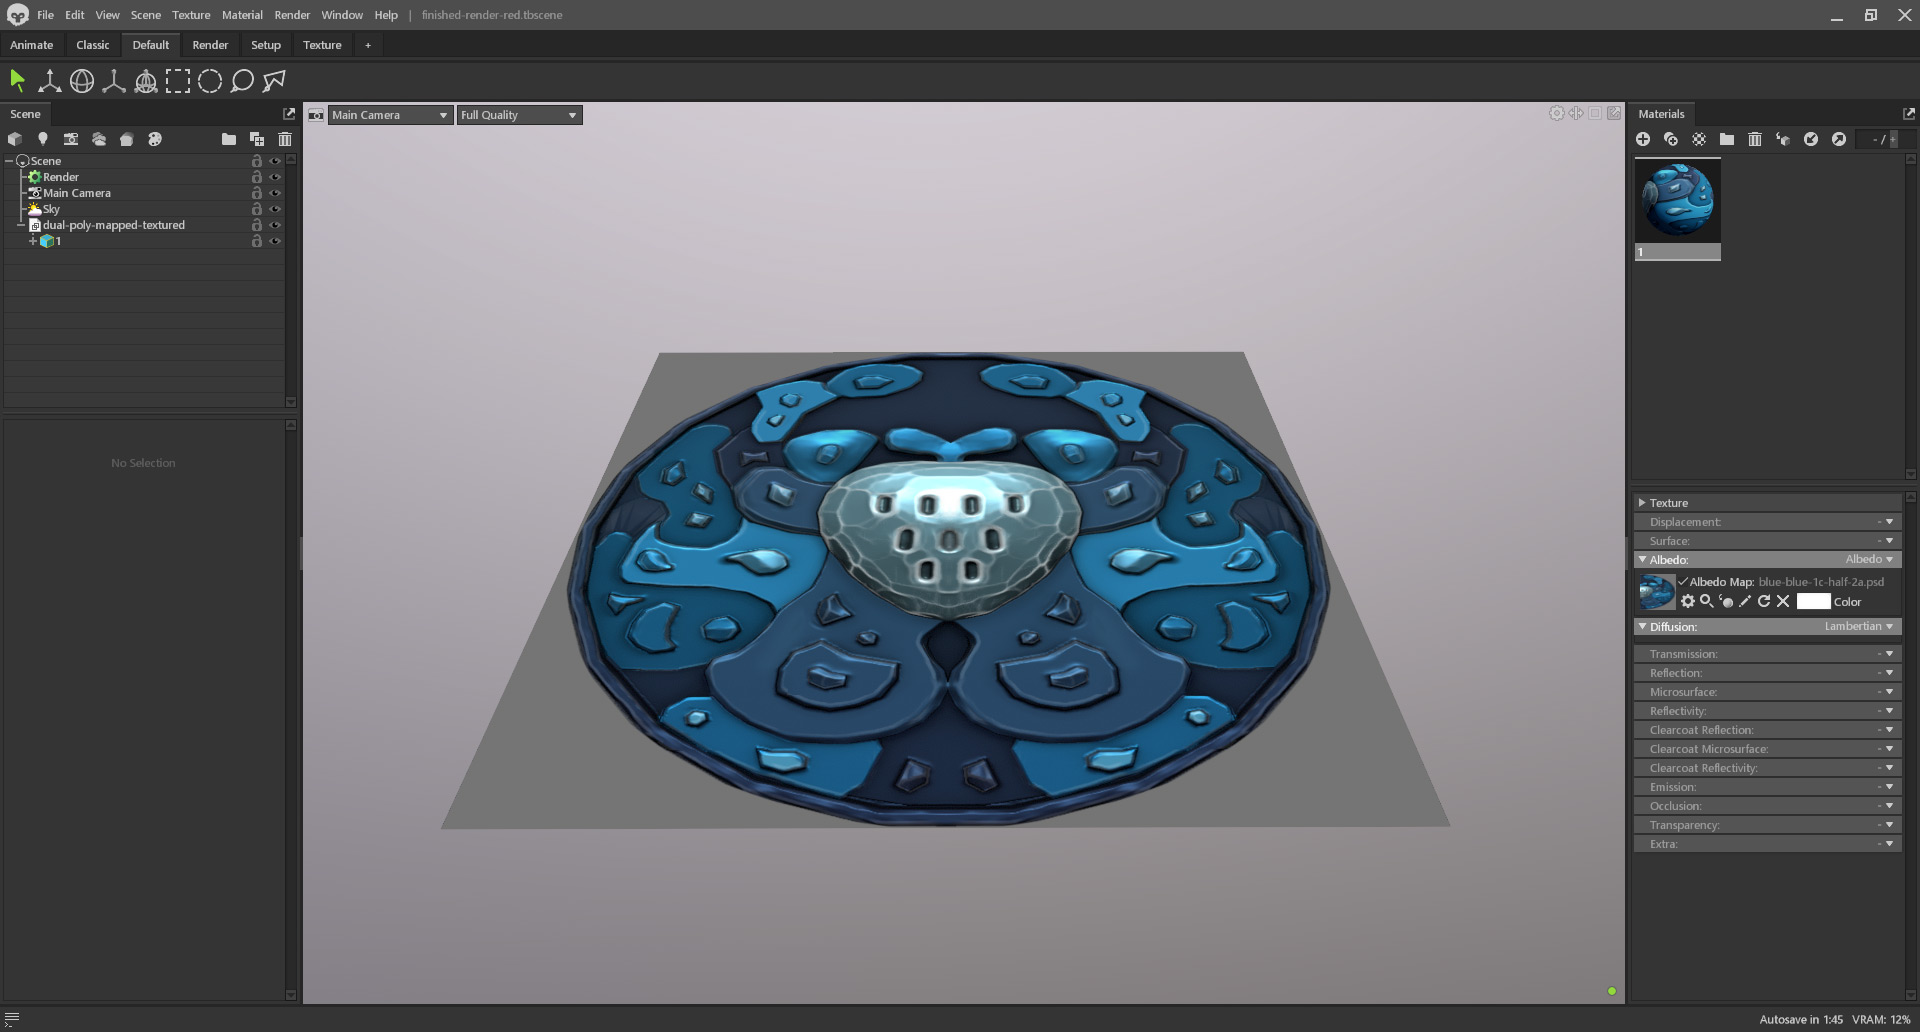 File Edit View Scene Texture Material Render Window Help | finished-render-red.tbscene
Animate Classic Default Render Setup Texture +
Scene
Main Camera Full Quality
Materials
- /
Scene
Render
Main Camera
Sky
dual-poly-mapped-textured
1
No Selection
1
Texture
Displacement: -
Surface: -
Albedo: Albedo
Albedo Map: blue-blue-1c-half-2a.psd
Color
Diffusion: Lambertian
Transmission: -
Reflection: -
Microsurface: -
Reflectivity: -
Clearcoat Reflection: -
Clearcoat Microsurface: -
Clearcoat Reflectivity: -
Emission: -
Occlusion: -
Transparency: -
Extra: -
Autosave in 1:45 VRAM: 12%